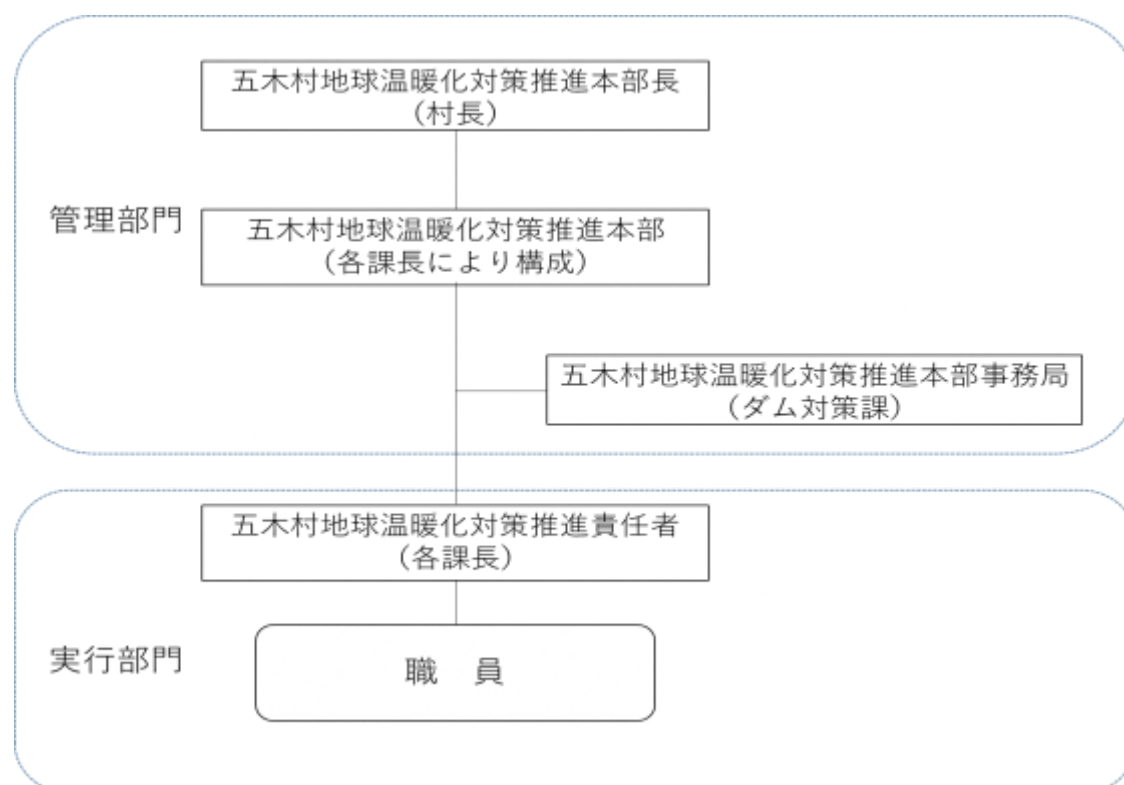 五木村地球温暖化対策推進本部長
（村長）
管理部門
五木村地球温暖化対策推進本部
（各課長により構成）
五木村地球温暖化対策推進本部事務局
（ダム対策課）
五木村地球温暖化対策推進責任者
（各課長）
実行部門
職　員